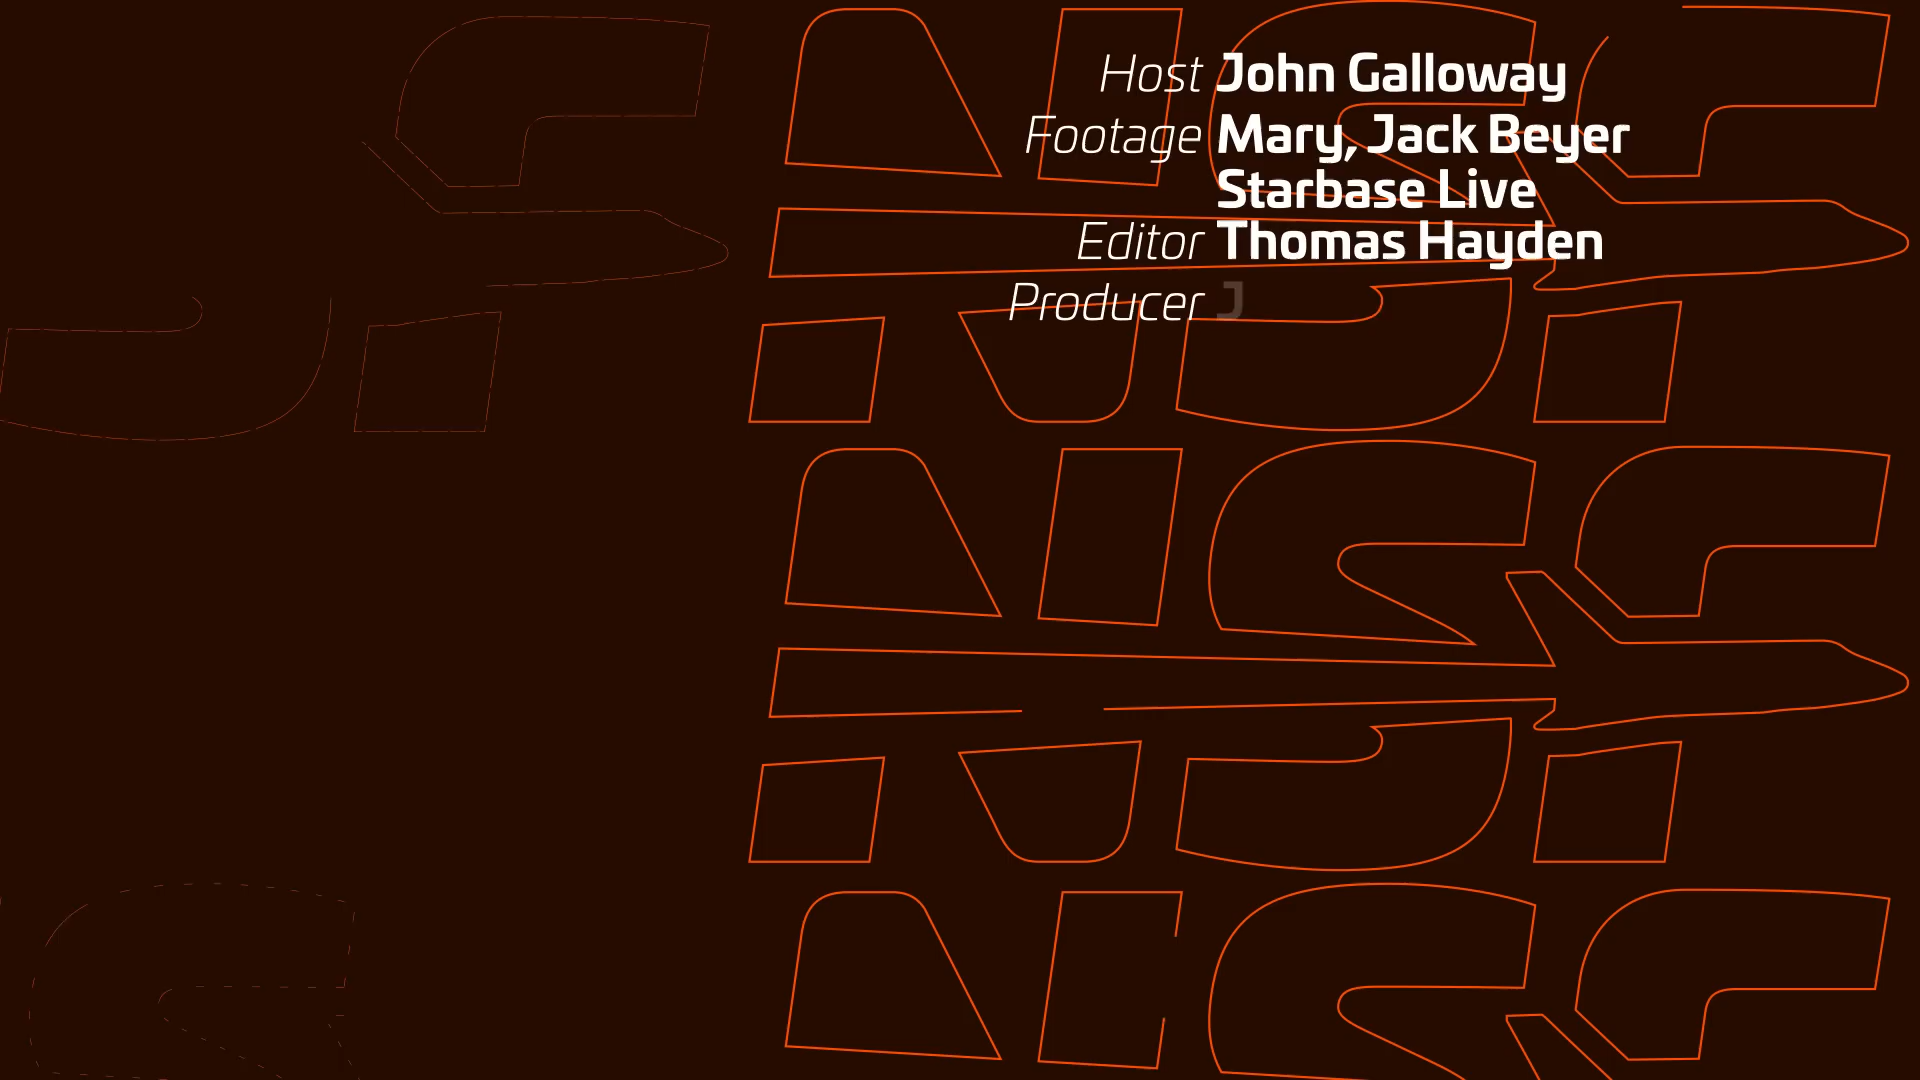 Host John Galloway
Footage Mary, Jack Beyer
Starbase Live
Editor Thomas Hayden
Producer J